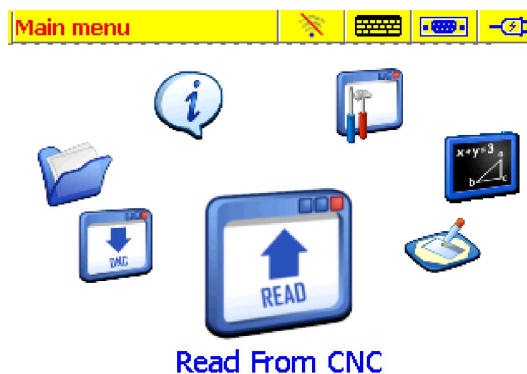 Main menu
i
x+y=3
a
b
c
DNC
READ
Read From CNC